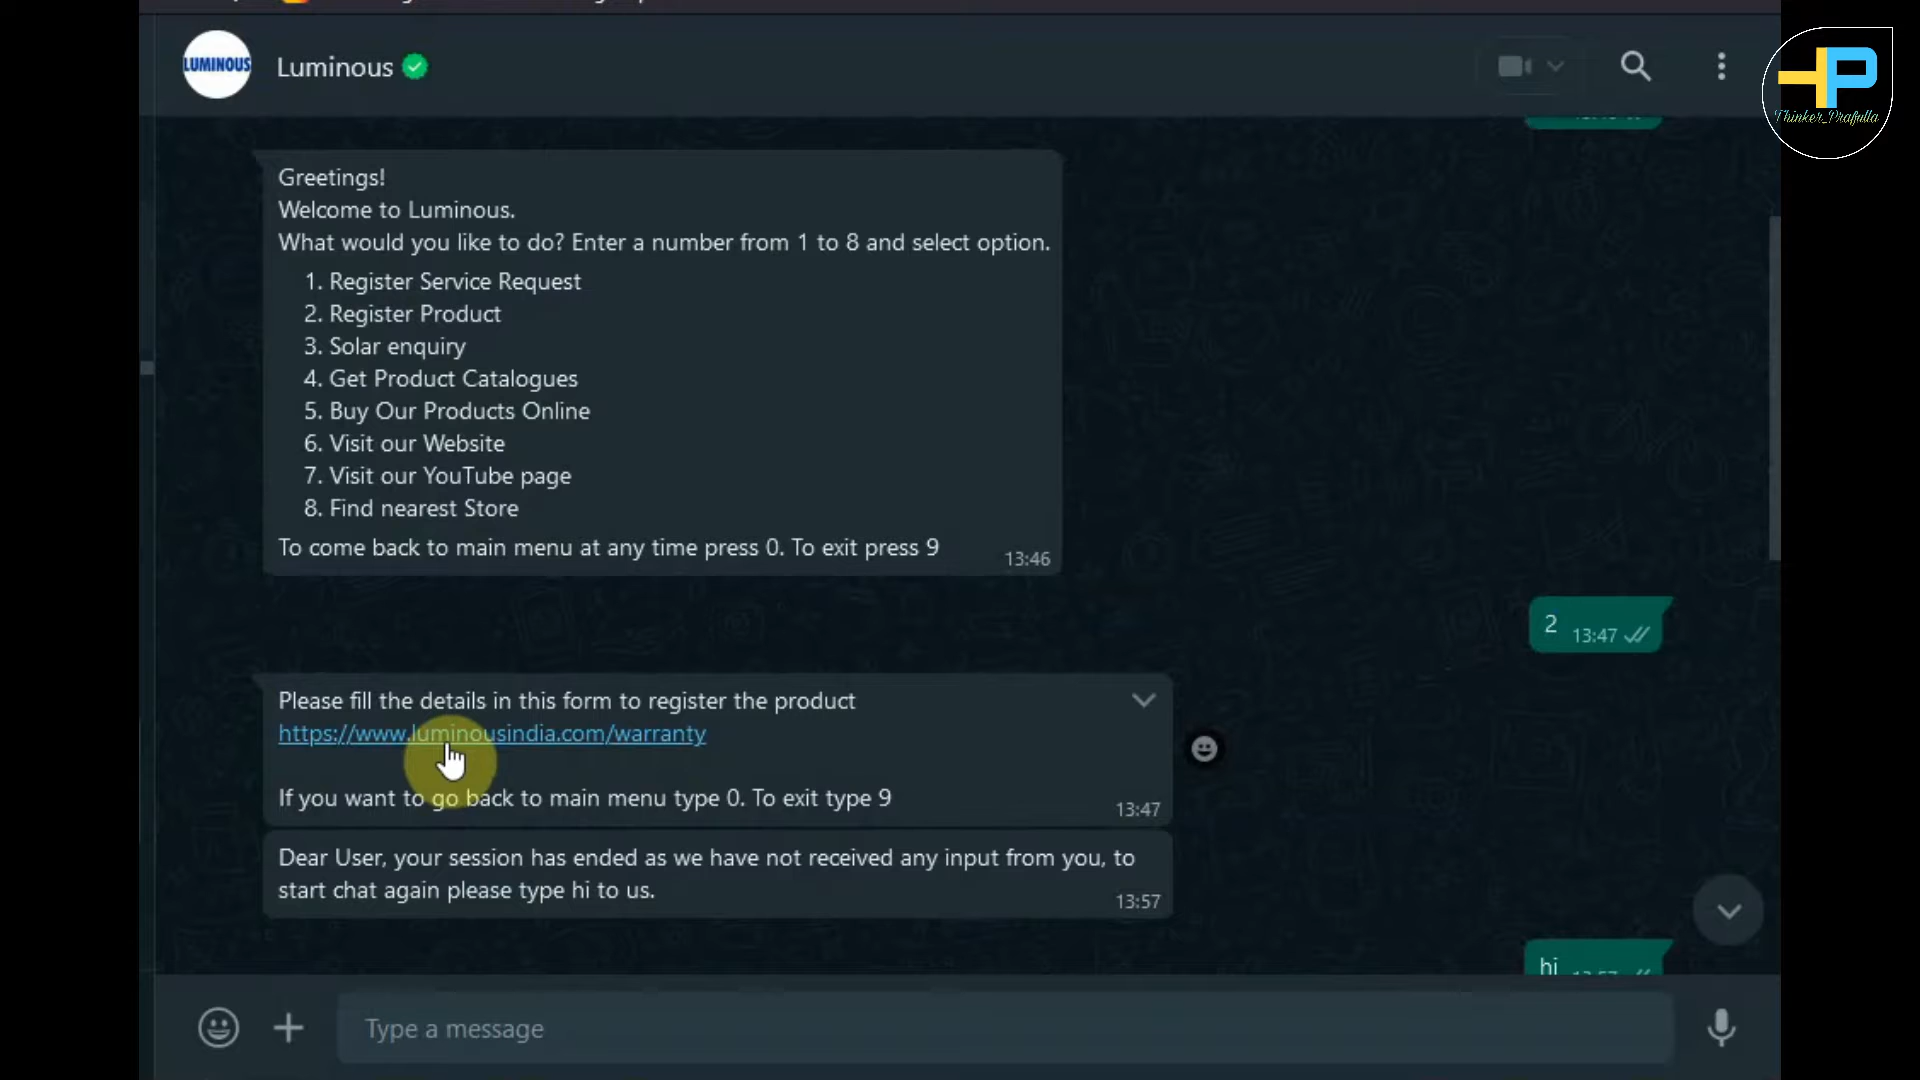 LUMINOUS
Luminous
Thinker_Prafulla
Greetings!
Welcome to Luminous.
What would you like to do? Enter a number from 1 to 8 and select option.
1. Register Service Request
2. Register Product
3. Solar enquiry
4. Get Product Catalogues
5. Buy Our Products Online
6. Visit our Website
7. Visit our YouTube page
8. Find nearest Store
To come back to main menu at any time press 0. To exit press 9
13:46
2 13:47
Please fill the details in this form to register the product
https://www.luminousindia.com/warranty
If you want to go back to main menu type 0. To exit type 9
13:47
Dear User, your session has ended as we have not received any input from you, to
start chat again please type hi to us.
13:57
hi 13:57
Type a message